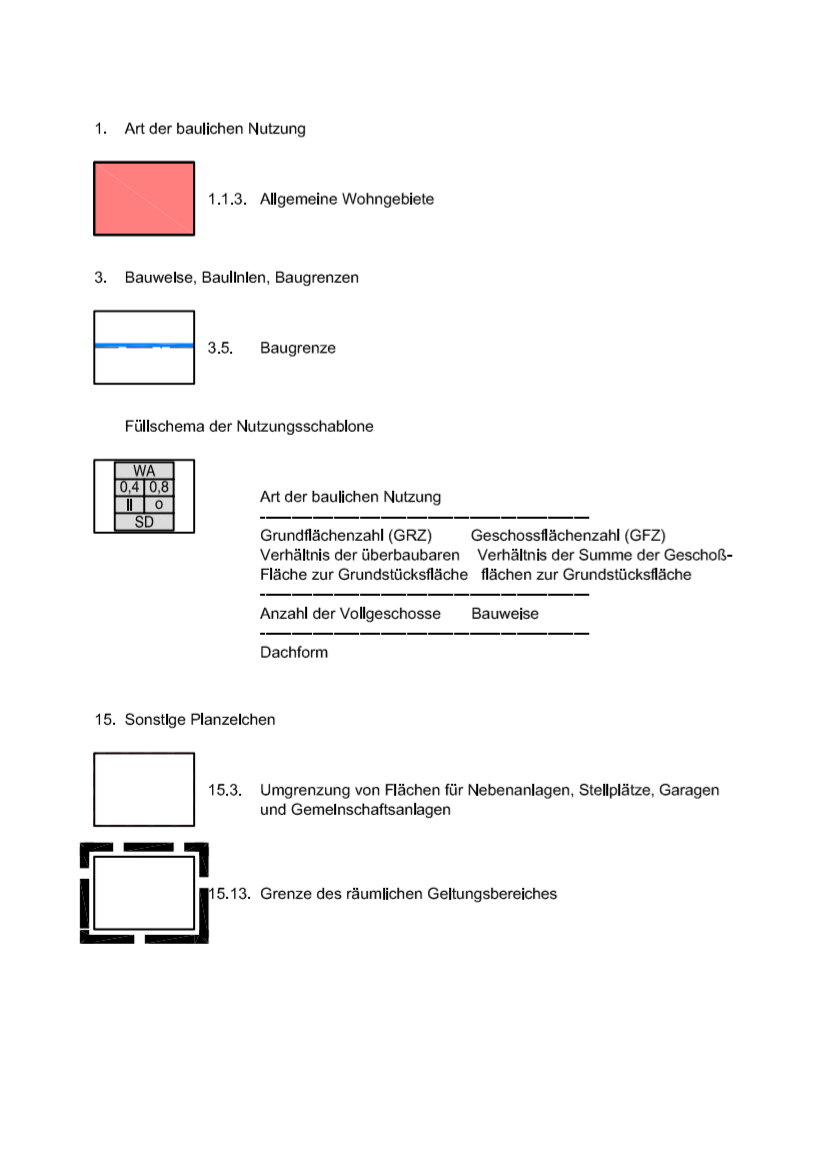 1. Art der baulichen Nutzung
1.1.3. Allgemeine Wohngebiete
3. Bauweise, Baulinien, Baugrenzen
3.5. Baugrenze
Füllschema der Nutzungsschablone
WA
0,4 0,8
II o
SD
Art der baulichen Nutzung
Grundflächenzahl (GRZ) Geschossflächenzahl (GFZ)
Verhältnis der überbaubaren Verhältnis der Summe der Geschoß-
Fläche zur Grundstücksfläche flächen zur Grundstücksfläche
Anzahl der Vollgeschosse Bauweise
Dachform
15. Sonstige Planzeichen
15.3. Umgrenzung von Flächen für Nebenanlagen, Stellplätze, Garagen
und Gemeinschaftsanlagen
15.13. Grenze des räumlichen Geltungsbereiches